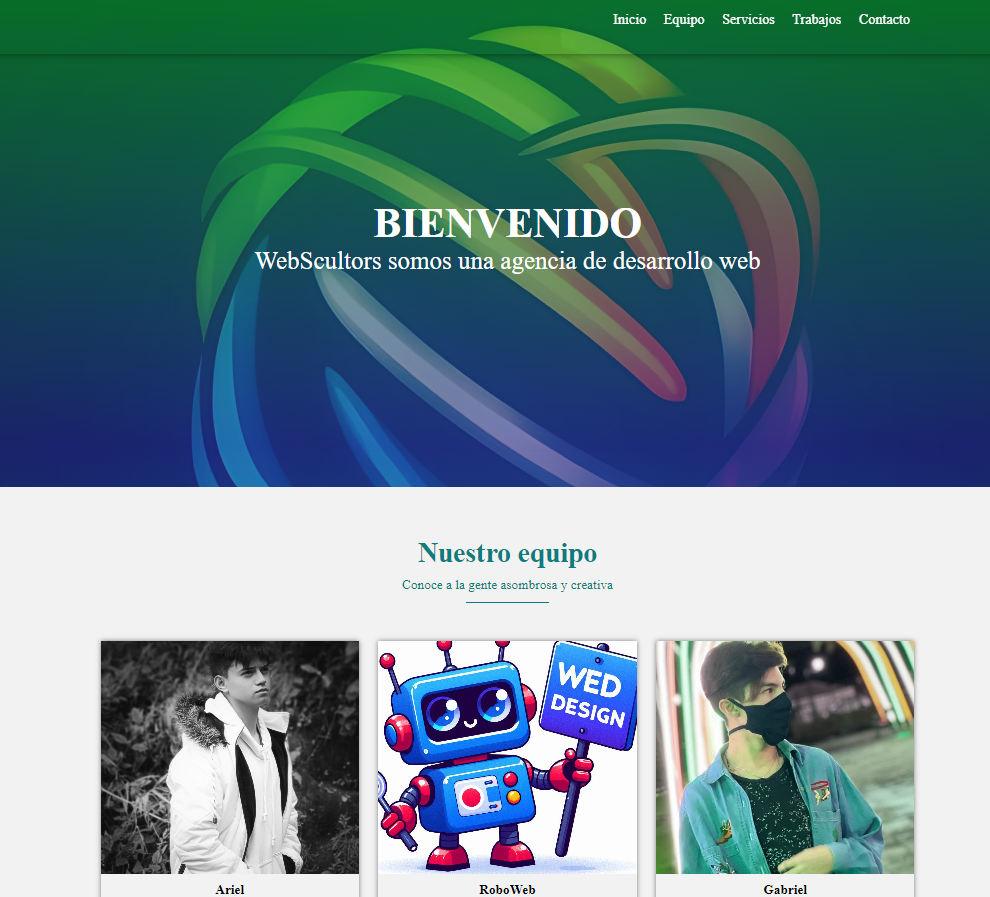 Inicio Equipo Servicios Trabajos Contacto
BIENVENIDO
WebScultors somos una agencia de desarrollo web
Nuestro equipo
Conoce a la gente asombrosa y creativa
WED
DESIGN
Ariel RoboWeb Gabriel